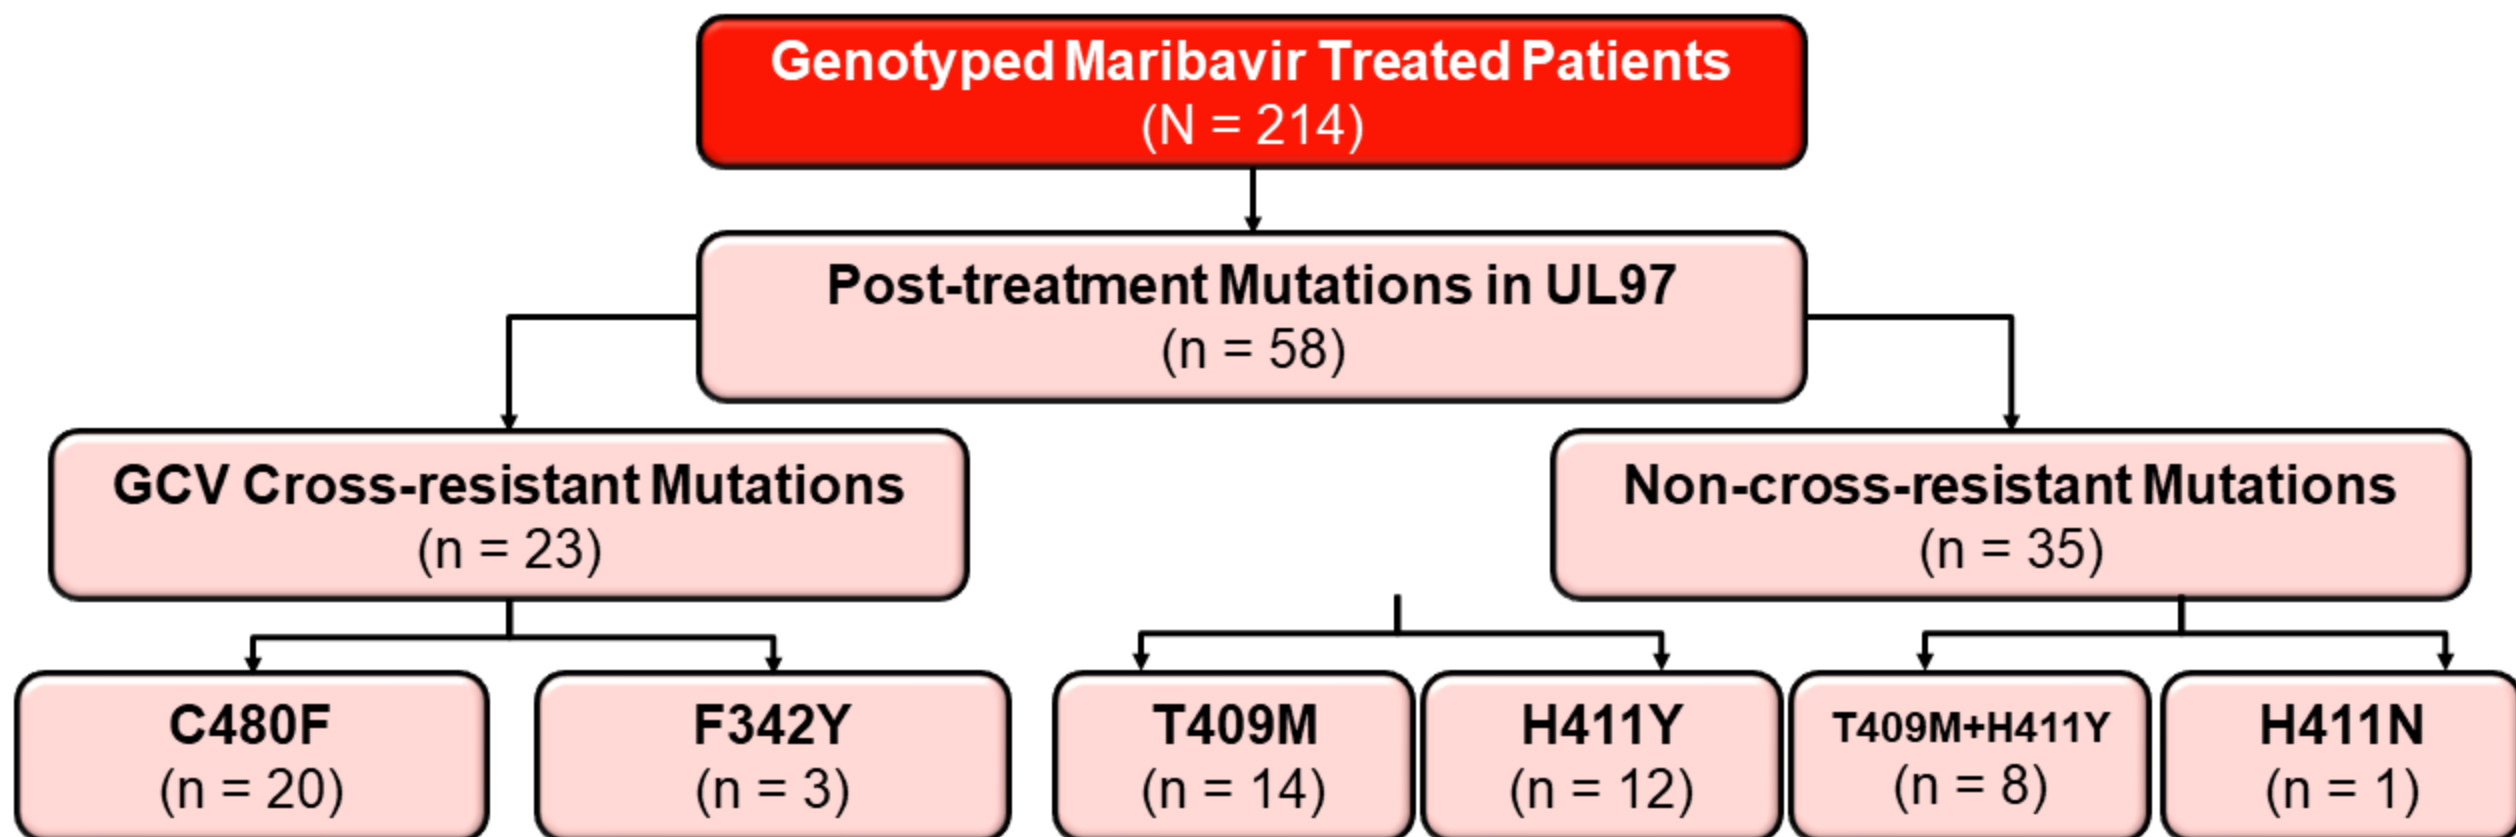 Genotyped Maribavir Treated Patients
(N = 214)
Post-treatment Mutations in UL97
(n = 58)
GCV Cross-resistant Mutations
(n = 23)
Non-cross-resistant Mutations
(n = 35)
C480F
(n = 20)
F342Y
(n = 3)
T409M
(n = 14)
H411Y
(n = 12)
T409M+H411Y
(n = 8)
H411N
(n = 1)